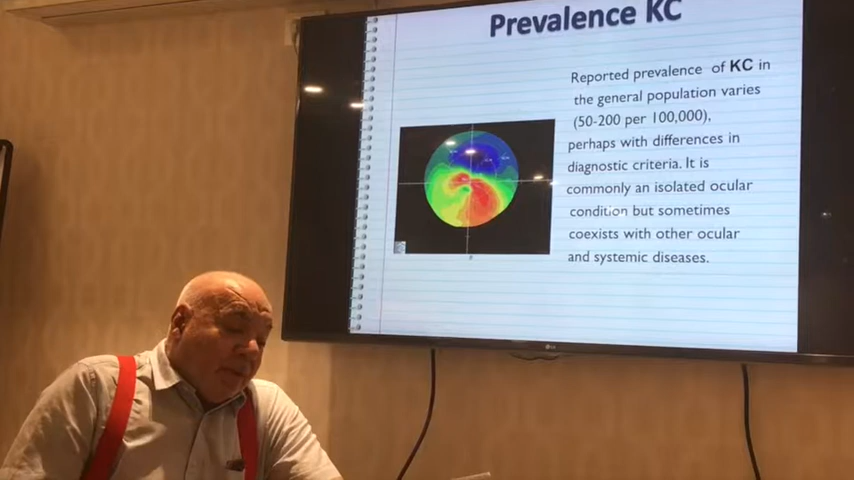 Prevalence KC
Reported prevalence of KC in
the general population varies
(50-200 per 100,000),
perhaps with differences in
diagnostic criteria. It is
commonly an isolated ocular
condition but sometimes
coexists with other ocular
and systemic diseases.
LG